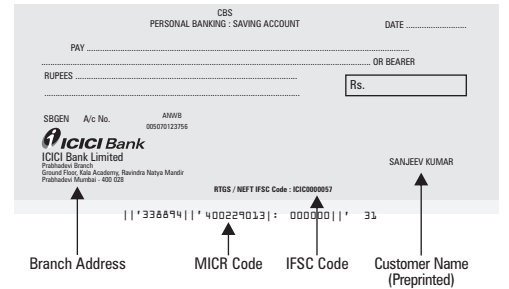 CBS
PERSONAL BANKING : SAVING ACCOUNT
DATE ............................
PAY ................................................................................................................................
................................................................................................................................ OR BEARER
RUPEES ................................................................................................
................................................................................................................
Rs.
SBGEN A/c No. ANWB
005070123756
ICICI Bank
ICICI Bank Limited
Prabhadevi Branch
Ground Floor, Kala Academy, Ravindra Natya Mandir
Prabhadevi Mumbai - 400 028
SANJEEV KUMAR
RTGS / NEFT IFSC Code : ICIC0000057
||'338894||'400229013|: 000000||' 31
Branch Address
MICR Code
IFSC Code
Customer Name
(Preprinted)